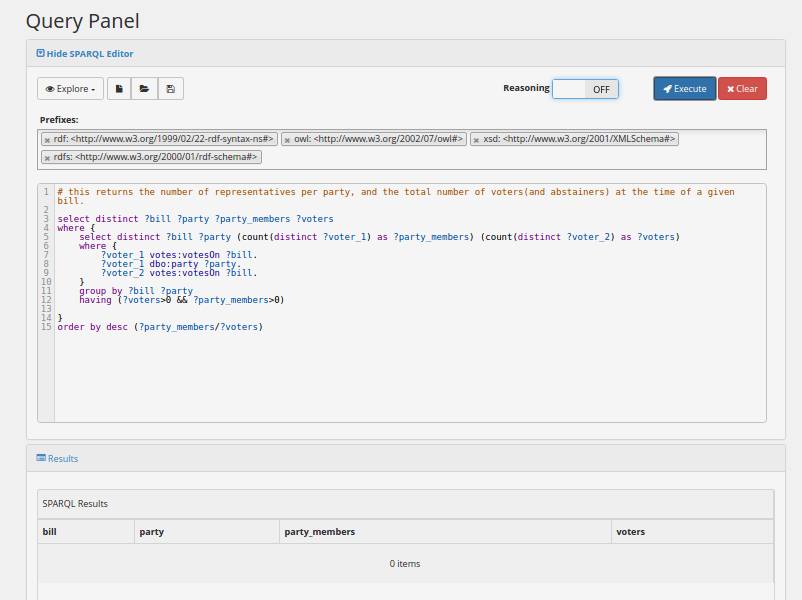 Query Panel
Hide SPARQL Editor
Explore
Reasoning OFF Execute Clear
Prefixes:
rdf: <http://www.w3.org/1999/02/22-rdf-syntax-ns#> owl: <http://www.w3.org/2002/07/owl#> xsd: <http://www.w3.org/2001/XMLSchema#>
rdfs: <http://www.w3.org/2000/01/rdf-schema#>
1 # this returns the number of representatives per party, and the total number of voters(and abstainers) at the time of a given
bill.
2
3 select distinct ?bill ?party ?party_members ?voters
4 where {
5 select distinct ?bill ?party (count(distinct ?voter_1) as ?party_members) (count(distinct ?voter_2) as ?voters)
6 where {
7 ?voter_1 votes:votesOn ?bill.
8 ?voter_1 dbo:party ?party.
9 ?voter_2 votes:votesOn ?bill.
10 }
11 group by ?bill ?party
12 having (?voters>0 && ?party_members>0)
13
14 }
15 order by desc (?party_members/?voters)
Results
SPARQL Results
bill party party_members voters
0 items